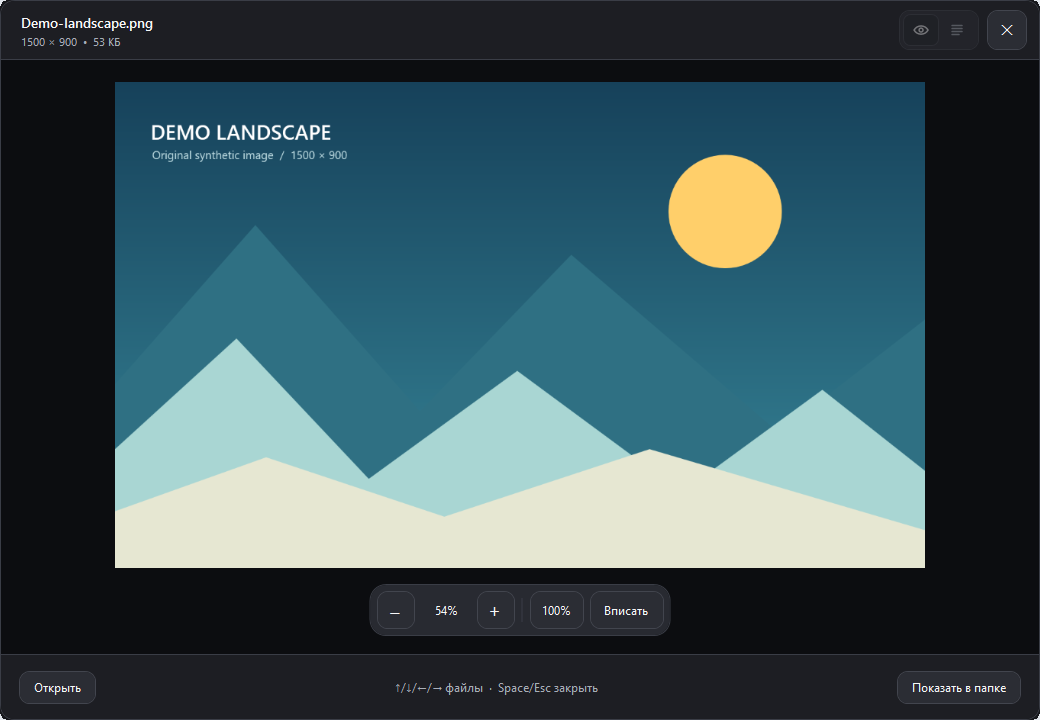 Demo-landscape.png
1500 × 900 • 53 КБ
DEMO LANDSCAPE
Original synthetic image / 1500 × 900
– 54% + 100% Вписать
Открыть
↑/↓/←/→ файлы · Space/Esc закрыть
Показать в папке